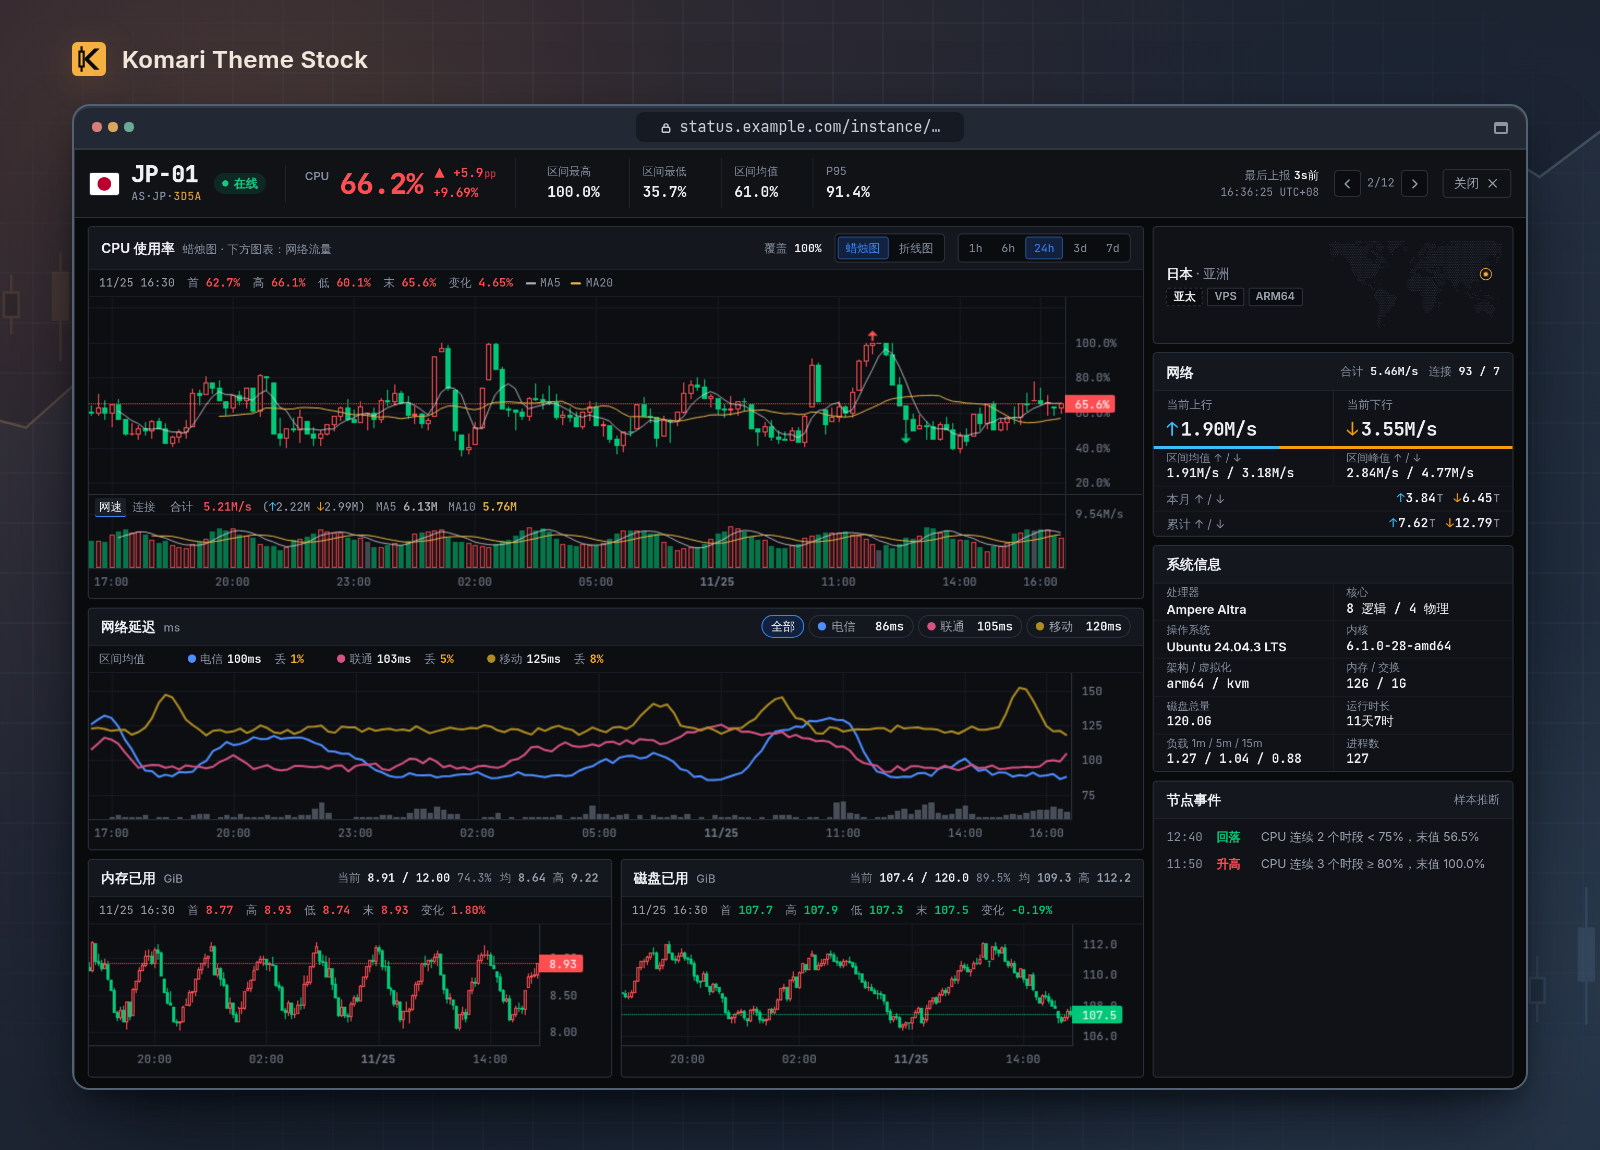 Komari Theme Stock
status.example.com/instance/…
JP-01
AS·JP·3D5A
在线
CPU 66.2% ▲ +5.9pp
+9.69%
区间最高 区间最低 区间均值 P95
100.0% 35.7% 61.0% 91.4%
最后上报 3s前
16:36:25 UTC+08
2/12
关闭 ×
CPU 使用率 蜡烛图 · 下方图表：网络流量
覆盖 100% 蜡烛图 折线图 1h 6h 24h 3d 7d
11/25 16:30 首 62.7% 高 66.1% 低 60.1% 末 65.6% 变化 4.65% MA5 MA20
100.0%
80.0%
65.6%
60.0%
40.0%
20.0%
网速 连接 合计 5.21M/s (↑2.22M ↓2.99M) MA5 6.13M MA10 5.76M
9.54M/s
17:00 20:00 23:00 02:00 05:00 11/25 11:00 14:00 16:00
网络延迟 ms
全部 电信 86ms 联通 105ms 移动 120ms
区间均值 电信 100ms 丢 1% 联通 103ms 丢 5% 移动 125ms 丢 8%
150
125
100
75
17:00 20:00 23:00 02:00 05:00 11/25 11:00 14:00 16:00
内存已用 GiB 当前 8.91 / 12.00 74.3% 均 8.64 高 9.22
11/25 16:30 首 8.77 高 8.93 低 8.74 末 8.93 变化 1.80%
8.93
8.50
8.00
20:00 02:00 11/25 14:00
磁盘已用 GiB 当前 107.4 / 120.0 89.5% 均 109.3 高 112.2
11/25 16:30 首 107.7 高 107.9 低 107.3 末 107.5 变化 -0.19%
112.0
110.0
108.0
107.5
106.0
20:00 02:00 11/25 14:00
日本 · 亚洲
亚太 VPS ARM64
网络 合计 5.46M/s 连接 93 / 7
当前上行 当前下行
↑1.90M/s ↓3.55M/s
区间均值 ↑ / ↓ 区间峰值 ↑ / ↓
1.91M/s / 3.18M/s 2.84M/s / 4.77M/s
本月 ↑ / ↓ ↑3.84T ↓6.45T
累计 ↑ / ↓ ↑7.62T ↓12.79T
系统信息
处理器 核心
Ampere Altra 8 逻辑 / 4 物理
操作系统 内核
Ubuntu 24.04.3 LTS 6.1.0-28-amd64
架构 / 虚拟化 内存 / 交换
arm64 / kvm 12G / 1G
磁盘总量 运行时长
120.0G 11天7时
负载 1m / 5m / 15m 进程数
1.27 / 1.04 / 0.88 127
节点事件 样本推断
12:40 回落 CPU 连续 2 个时段 < 75%，末值 56.5%
11:50 升高 CPU 连续 3 个时段 ≥ 80%，末值 100.0%